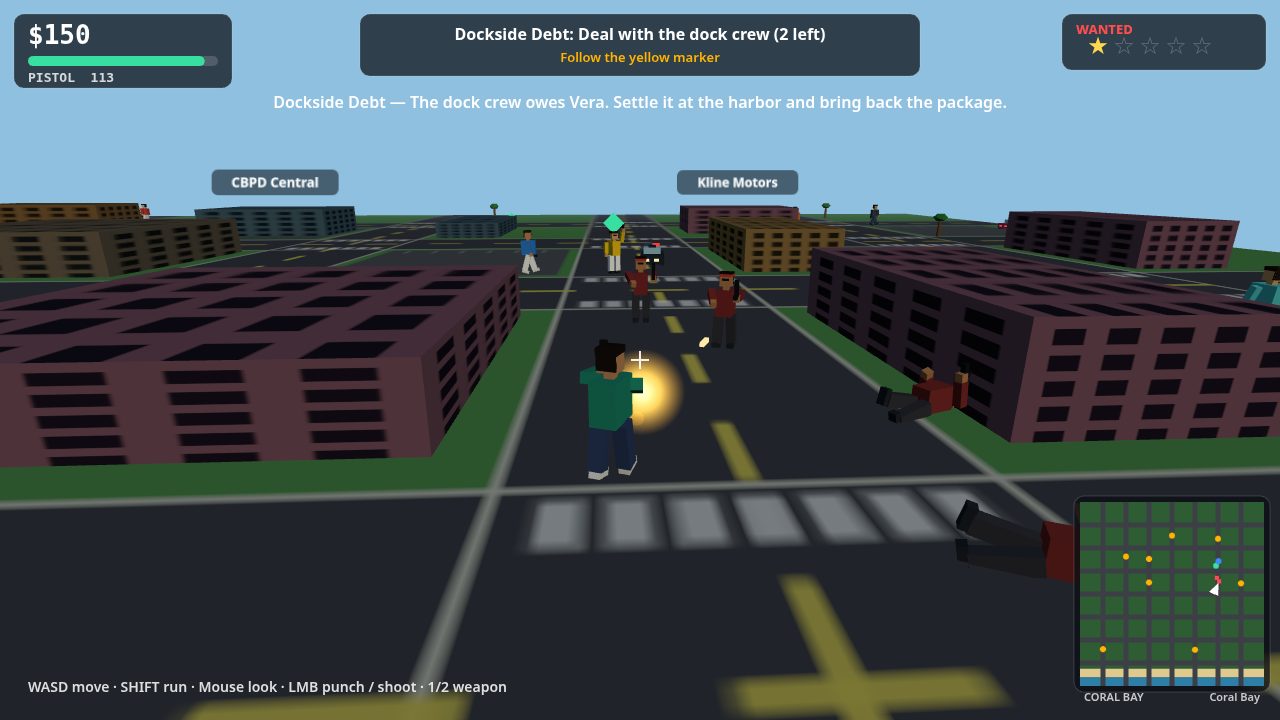 $150
PISTOL 113
Dockside Debt: Deal with the dock crew (2 left)
Follow the yellow marker
WANTED
Dockside Debt — The dock crew owes Vera. Settle it at the harbor and bring back the package.
CBPD Central
Kline Motors
WASD move · SHIFT run · Mouse look · LMB punch / shoot · 1/2 weapon
CORAL BAY
Coral Bay